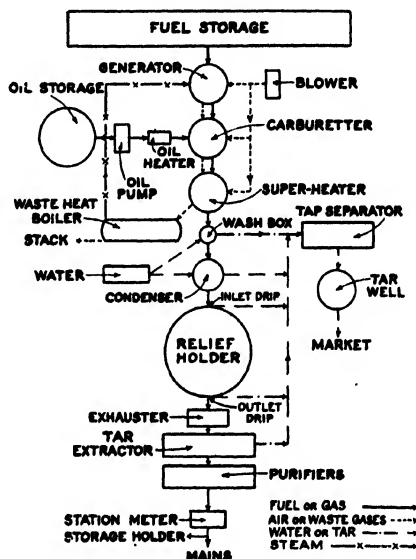 FUEL STORAGE
GENERATOR
BLOWER
OIL STORAGE
CARBURETTER
OIL
HEATER
OIL
PUMP
SUPER-HEATER
WASTE HEAT
BOILER
WASH BOX
TAP SEPARATOR
STACK
WATER
CONDENSER
TAR
WELL
INLET DRIP
RELIEF
HOLDER
MARKET
OUTLET
DRIP
EXHAUSTER
TAR
EXTRACTOR
PURIFIERS
STATION METER
STORAGE HOLDER
MAINS
FUEL OR GAS
AIR OR WASTE GASES
WATER OR TAR
STEAM